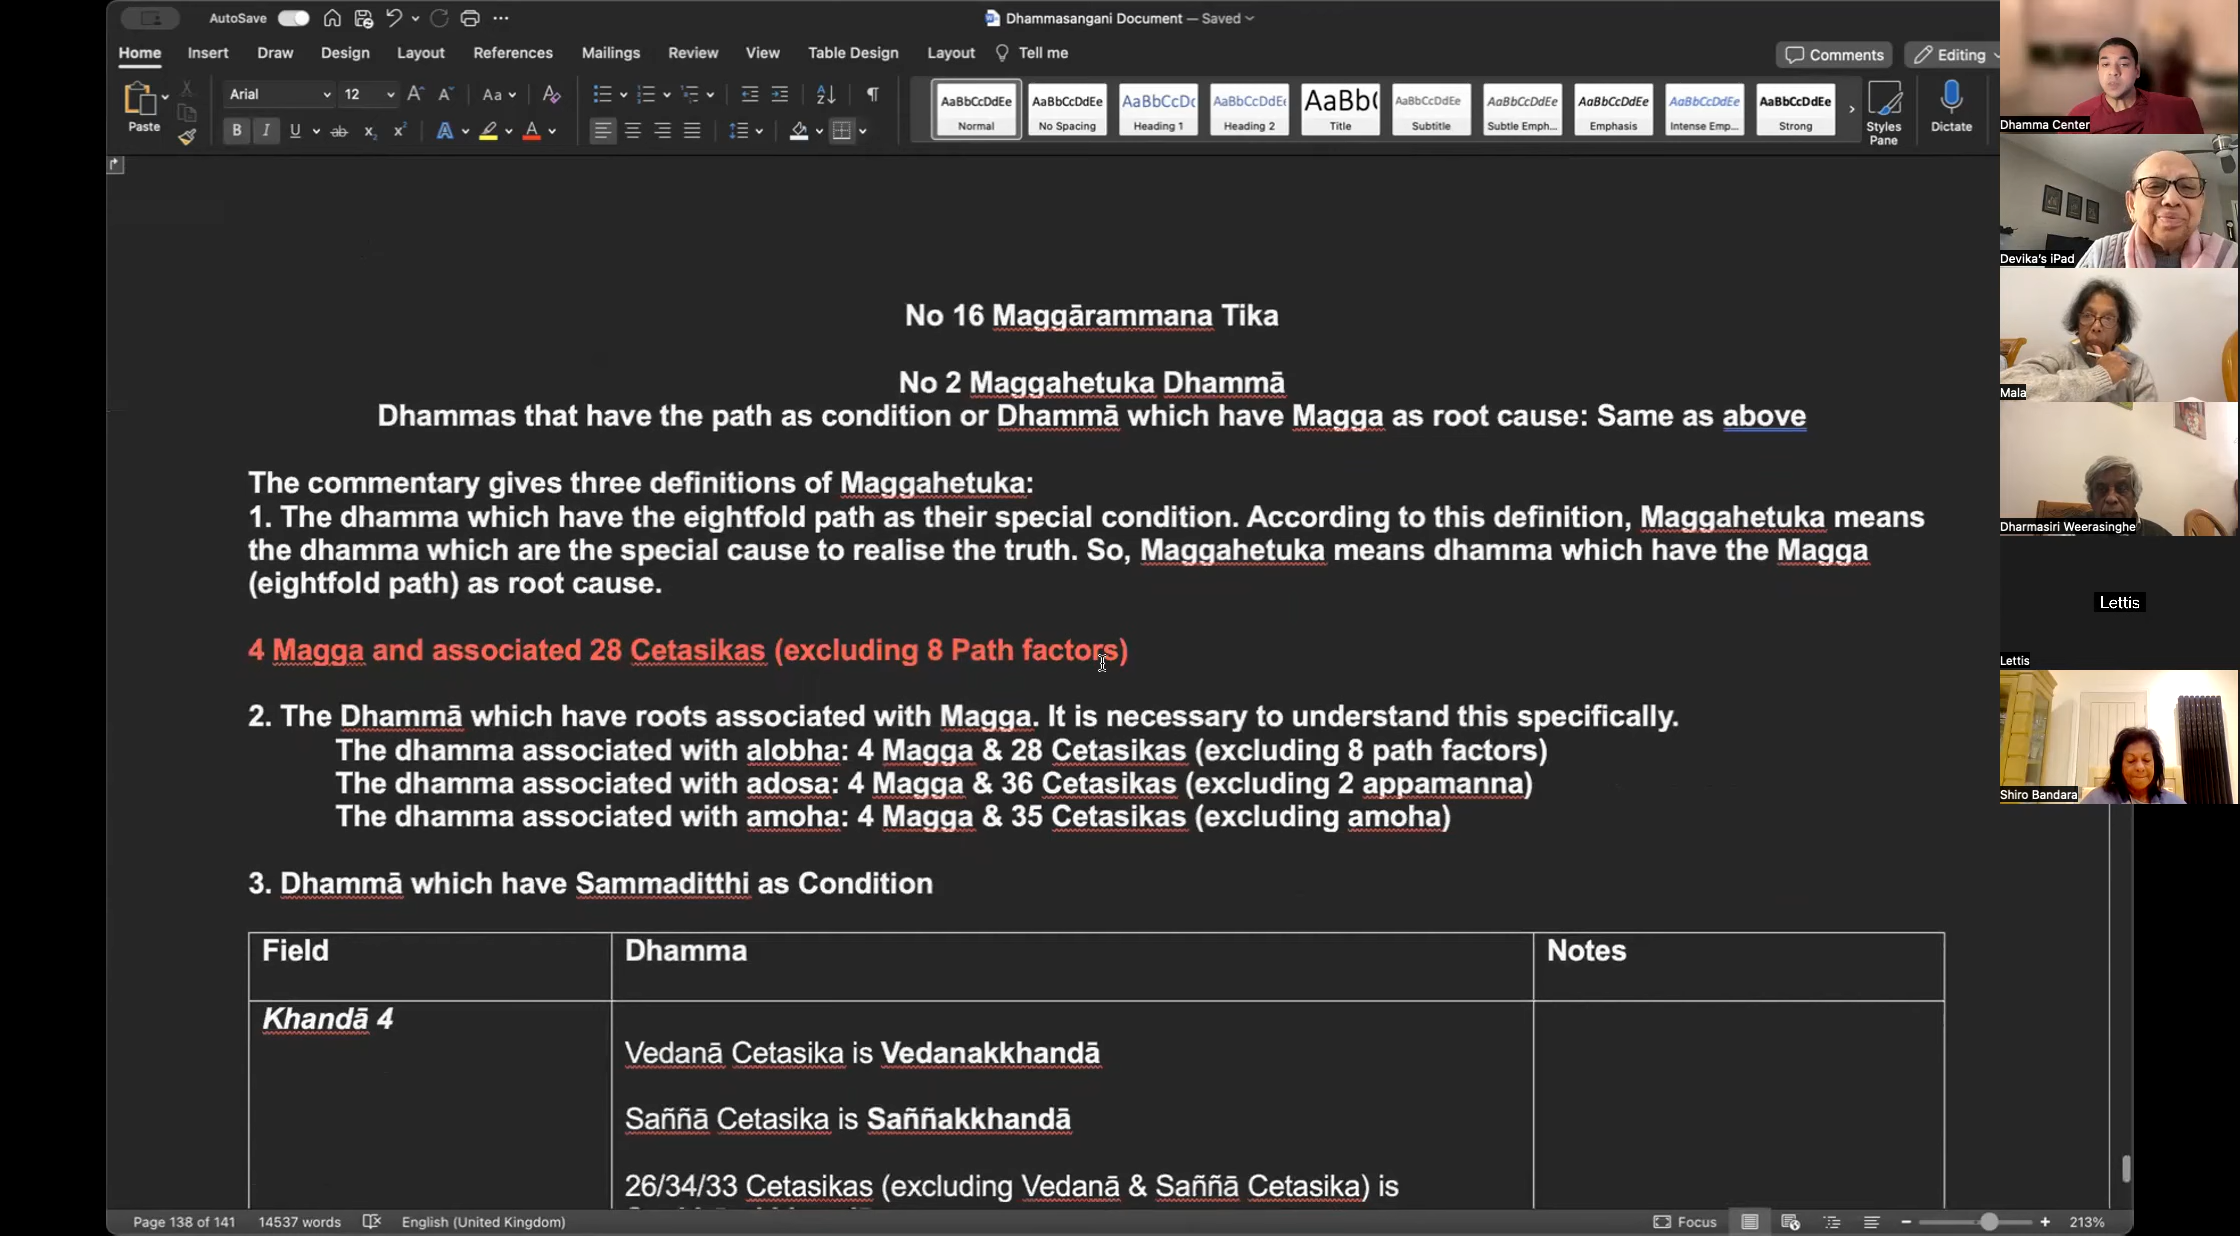 AutoSave
Dhammasangani Document — Saved
Home Insert Draw Design Layout References Mailings Review View Table Design Layout Tell me
Comments Editing
Paste
Arial 12
AaBbCcDdEe AaBbCcDdEe AaBbCcDc AaBbCcDdEe AaBb( AaBbCcDdEe AaBbCcDdEe AaBbCcDdEe AaBbCcDdEe AaBbCcDdEe
Normal No Spacing Heading 1 Heading 2 Title Subtitle Subtle Emph... Emphasis Intense Emp... Strong
Styles Pane
Dictate
No 16 Maggārammana Tika
No 2 Maggahetuka Dhammā
Dhammas that have the path as condition or Dhammā which have Magga as root cause: Same as above
The commentary gives three definitions of Maggahetuka:
1. The dhamma which have the eightfold path as their special condition. According to this definition, Maggahetuka means
the dhamma which are the special cause to realise the truth. So, Maggahetuka means dhamma which have the Magga
(eightfold path) as root cause.
4 Magga and associated 28 Cetasikas (excluding 8 Path factors)
2. The Dhammā which have roots associated with Magga. It is necessary to understand this specifically.
The dhamma associated with alobha: 4 Magga & 28 Cetasikas (excluding 8 path factors)
The dhamma associated with adosa: 4 Magga & 36 Cetasikas (excluding 2 appamanna)
The dhamma associated with amoha: 4 Magga & 35 Cetasikas (excluding amoha)
3. Dhammā which have Sammaditthi as Condition
Field Dhamma Notes
Khandā 4
Vedanā Cetasika is Vedanakkhandā
Saññā Cetasika is Saññakkhandā
26/34/33 Cetasikas (excluding Vedanā & Saññā Cetasika) is
Page 138 of 141 14537 words English (United Kingdom) Focus 213%
Dhamma Center
Devika's iPad
Mala
Dharmasiri Weerasinghe
Lettis
Lettis
Shiro Bandara